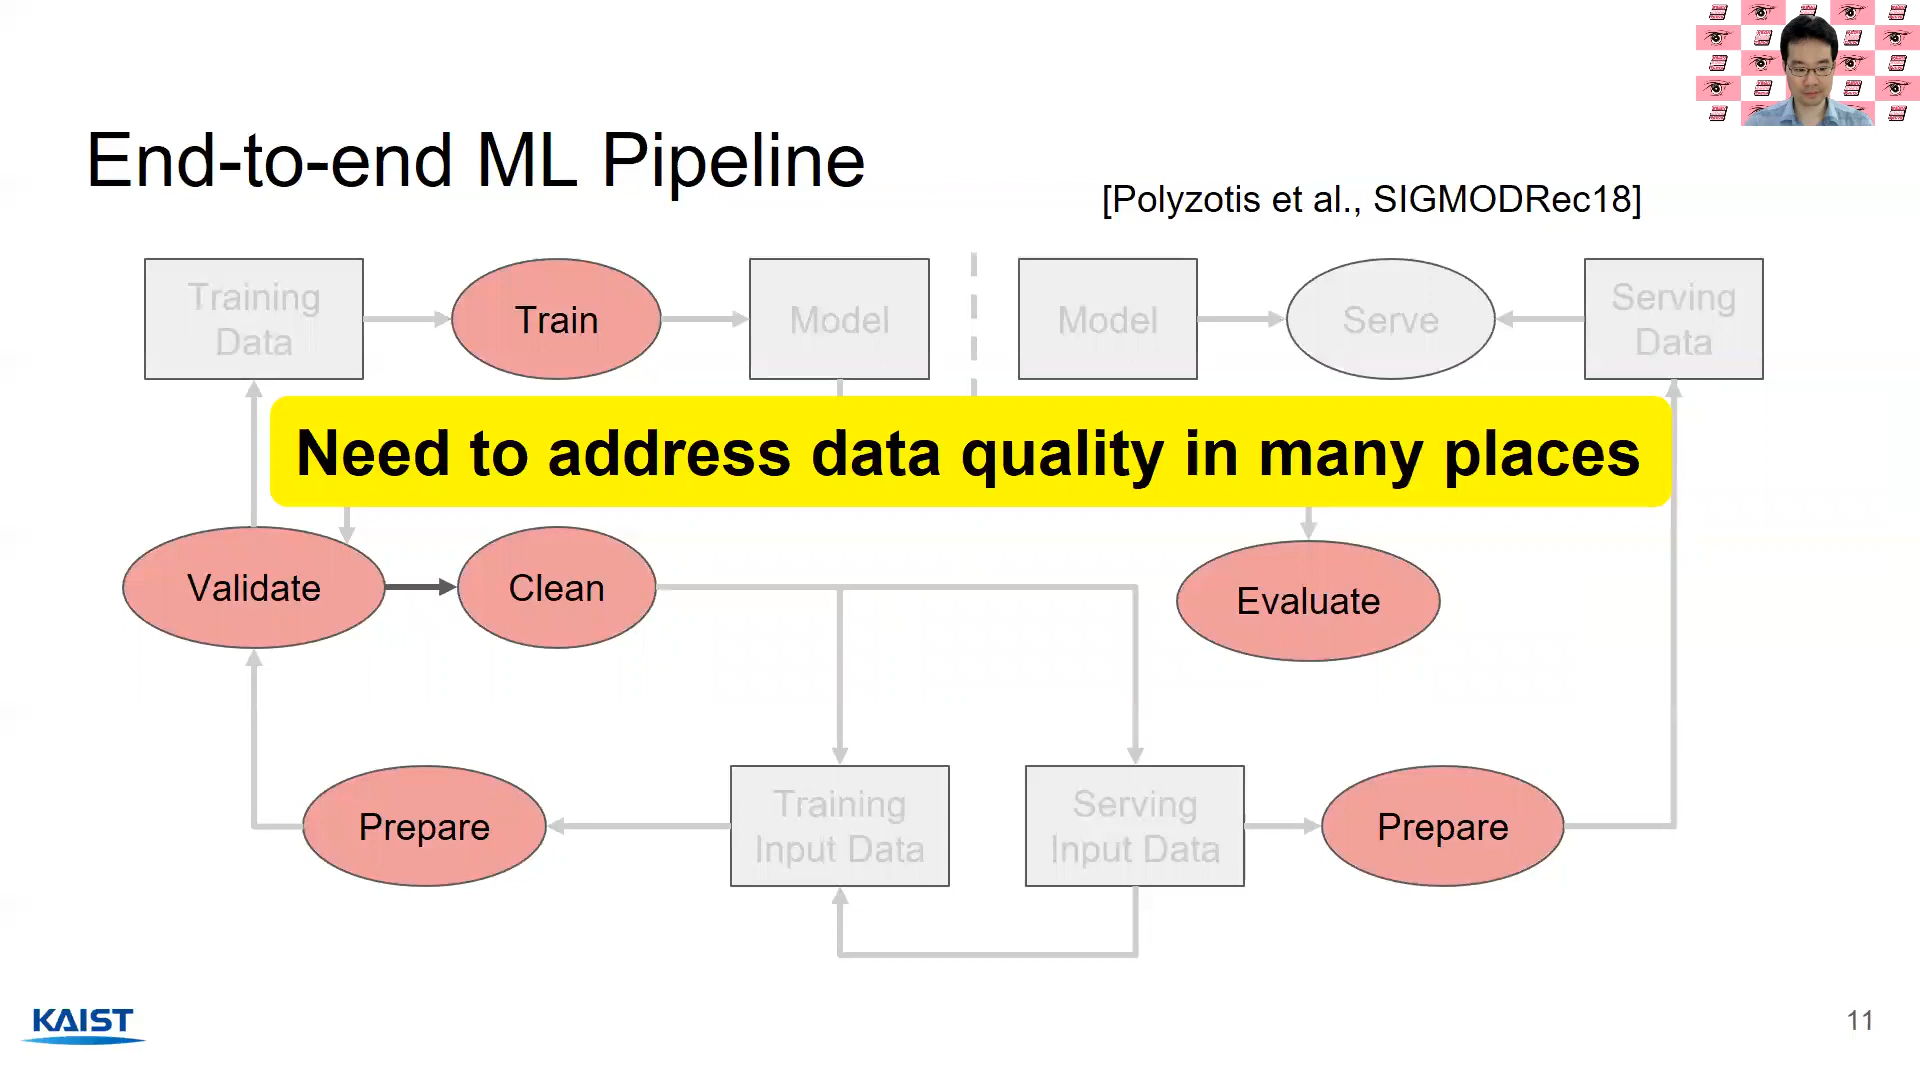 End-to-end ML Pipeline
[Polyzotis et al., SIGMODRec18]
Training
Data
Train
Model
Model
Serve
Serving
Data
Need to address data quality in many places
Validate
Clean
Evaluate
Prepare
Training
Input Data
Serving
Input Data
Prepare
KAIST
11